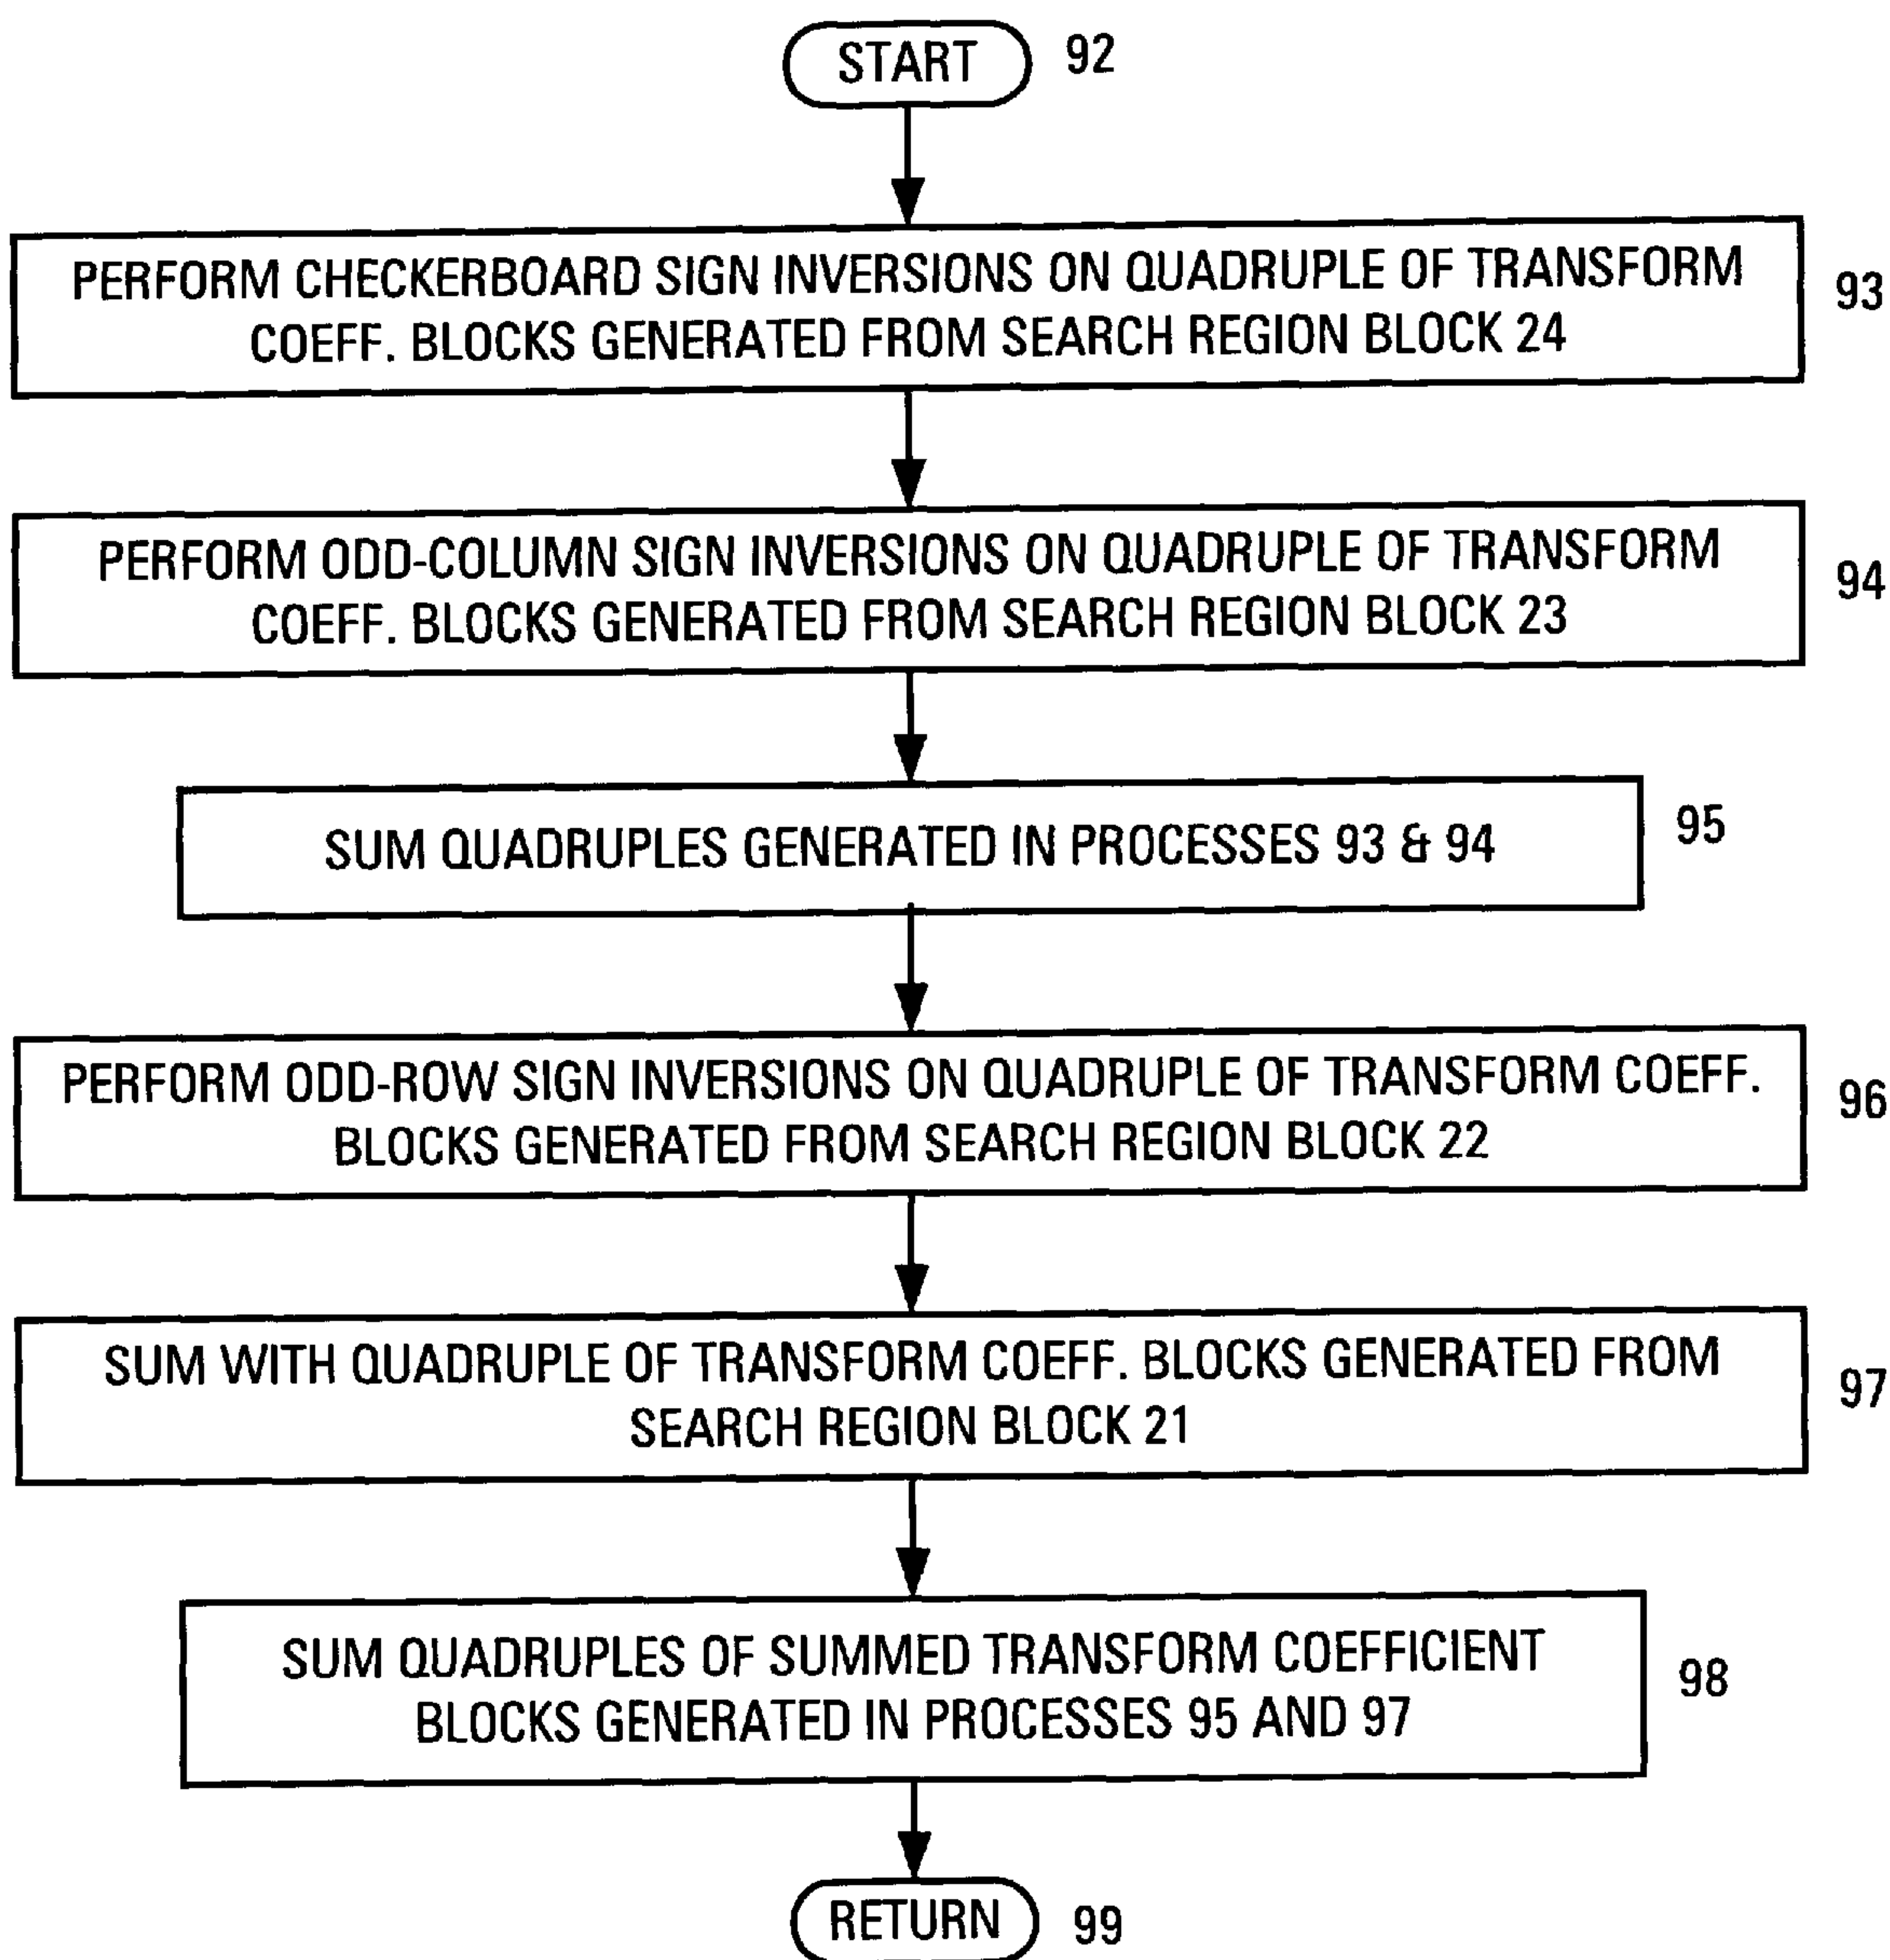 START 92
PERFORM CHECKERBOARD SIGN INVERSIONS ON QUADRUPLE OF TRANSFORM
COEFF. BLOCKS GENERATED FROM SEARCH REGION BLOCK 24
93
PERFORM ODD-COLUMN SIGN INVERSIONS ON QUADRUPLE OF TRANSFORM
COEFF. BLOCKS GENERATED FROM SEARCH REGION BLOCK 23
94
SUM QUADRUPLES GENERATED IN PROCESSES 93 & 94
95
PERFORM ODD-ROW SIGN INVERSIONS ON QUADRUPLE OF TRANSFORM COEFF.
BLOCKS GENERATED FROM SEARCH REGION BLOCK 22
96
SUM WITH QUADRUPLE OF TRANSFORM COEFF. BLOCKS GENERATED FROM
SEARCH REGION BLOCK 21
97
SUM QUADRUPLES OF SUMMED TRANSFORM COEFFICIENT
BLOCKS GENERATED IN PROCESSES 95 AND 97
98
RETURN 99